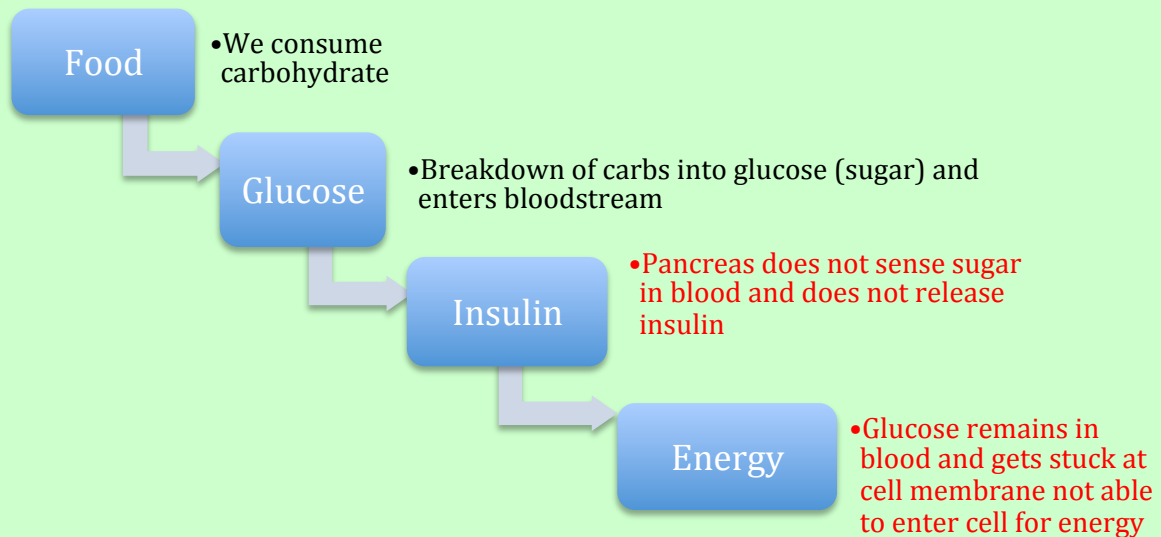 Food
•We consume
carbohydrate
Glucose
•Breakdown of carbs into glucose (sugar) and
enters bloodstream
Insulin
•Pancreas does not sense sugar
in blood and does not release
insulin
Energy
•Glucose remains in
blood and gets stuck at
cell membrane not able
to enter cell for energy